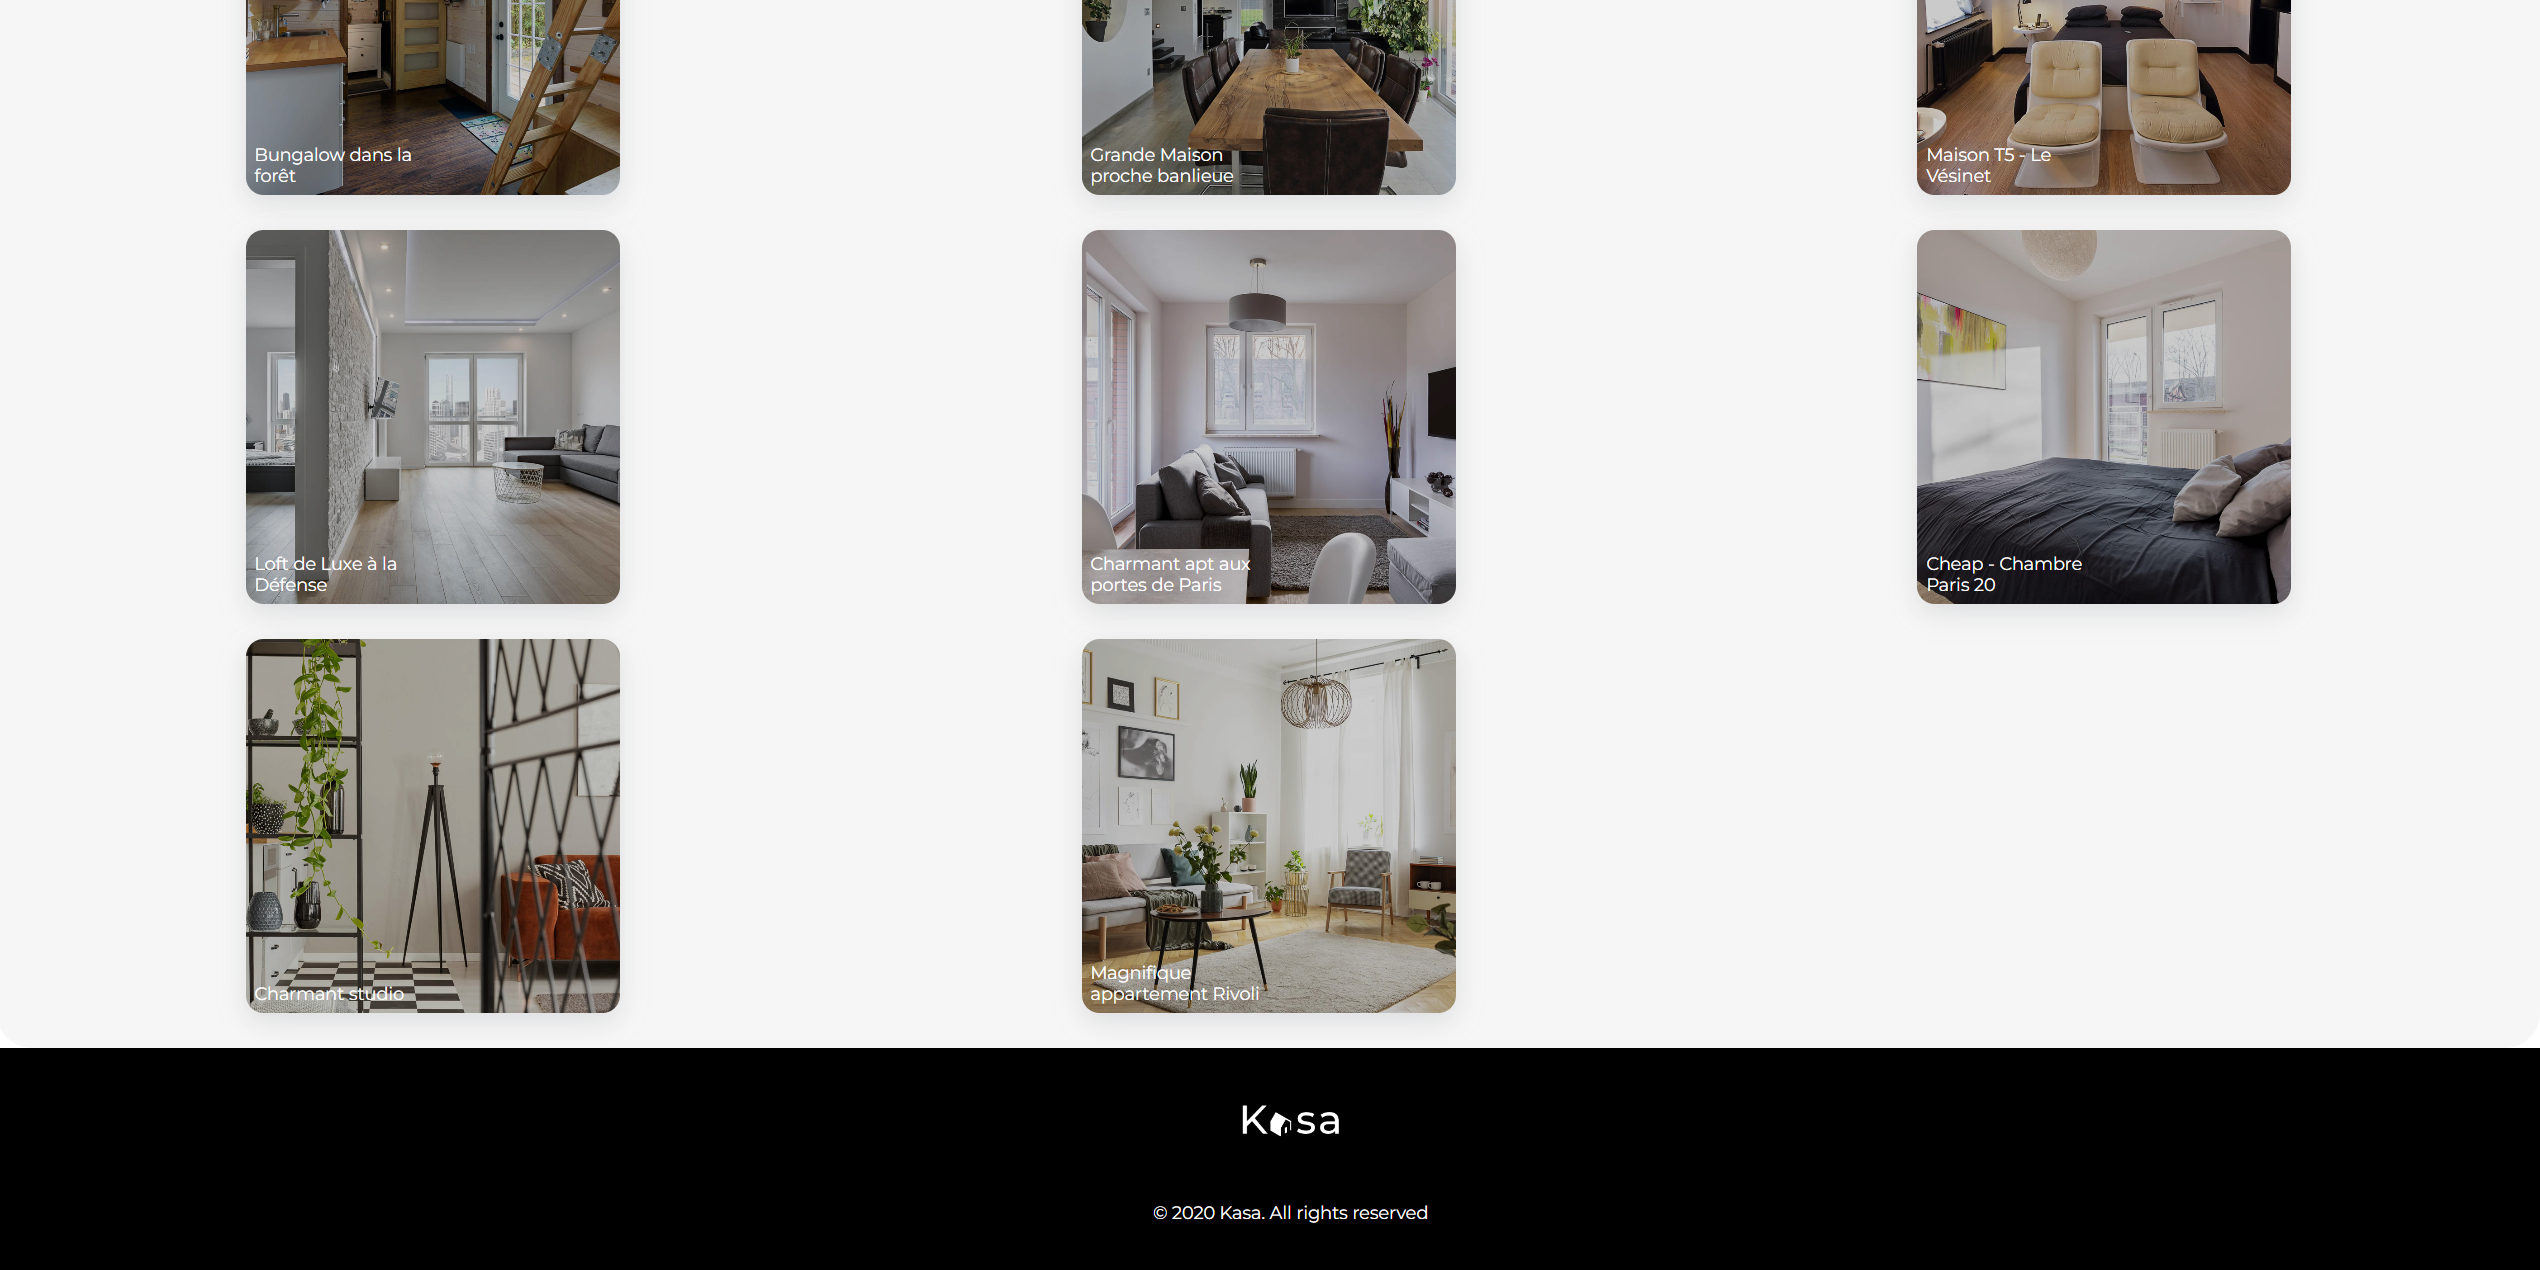 Bungalow dans la
forêt
Grande Maison
proche banlieue
Maison T5 - Le
Vésinet
Loft de Luxe à la
Défense
Charmant apt aux
portes de Paris
Cheap - Chambre
Paris 20
Charmant studio
Magnifique
appartement Rivoli
Kasa
© 2020 Kasa. All rights reserved